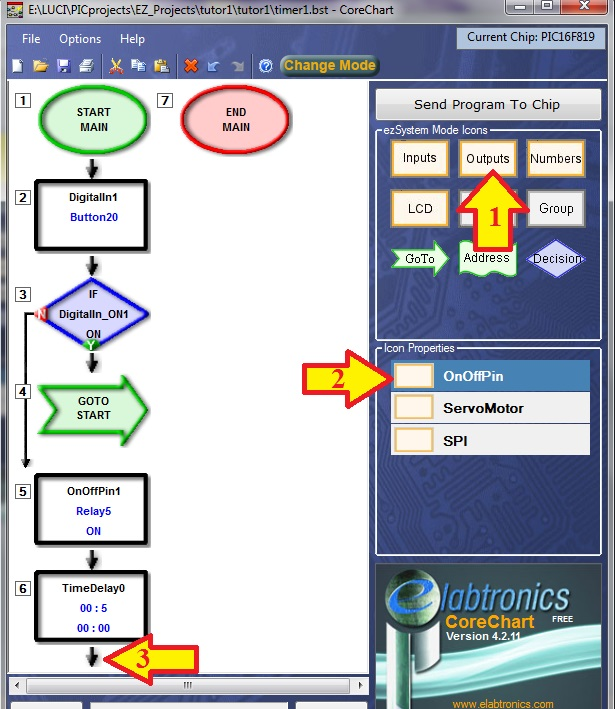 E:\LUCI\PICprojects\EZ_Projects\tutor1\tutor1\timer1.bst - CoreChart
File Options Help
Current Chip: PIC16F819
Change Mode
1
START
MAIN
7
END
MAIN
2
DigitalIn1
Button20
3
IF
DigitalIn_ON1
ON
N
Y
4
GOTO
START
5
OnOffPin1
Relay5
ON
6
TimeDelay0
00 : 5
00 : 00
3
Send Program To Chip
ezSystem Mode Icons
Inputs
Outputs
Numbers
LCD
Group
1
GoTo
Address
Decision
Icon Properties
2
OnOffPin
ServoMotor
SPI
elabtronics
CoreChart FREE
Version 4.2.11
www.elabtronics.com